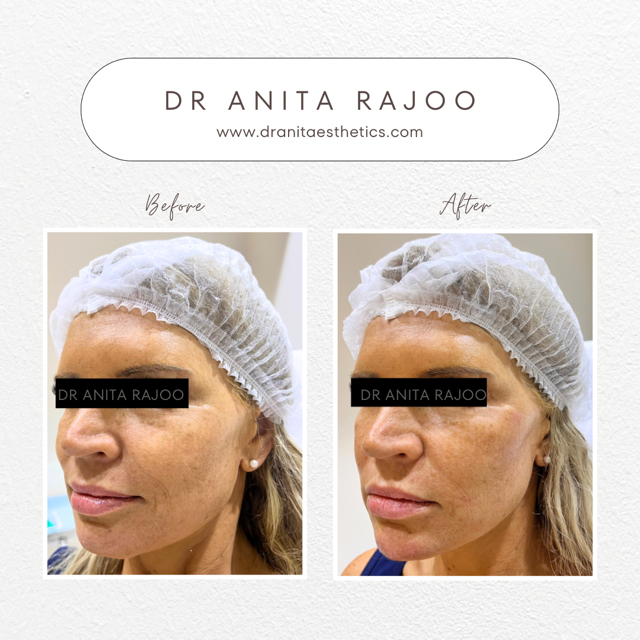 DR ANITA RAJOO
www.dranitaesthetics.com
Before
After
DR ANITA RAJOO
DR ANITA RAJOO